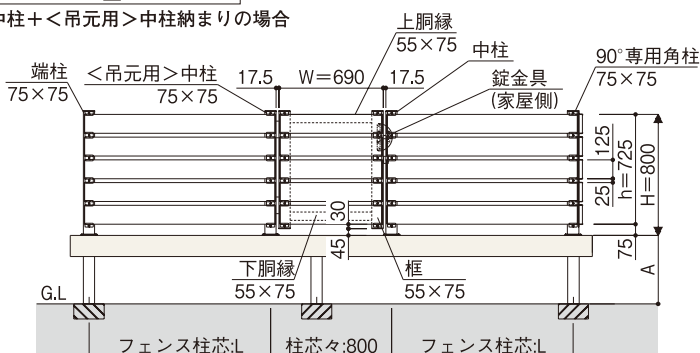 中柱+<吊元用>中柱納まりの場合
上胴縁
55×75
端柱
75×75
<吊元用>中柱
75×75
17.5
W=690
17.5
中柱
錠金具
(家屋側)
90°専用角柱
75×75
125
25
h=725
H=800
30
45
75
A
下胴縁
55×75
框
55×75
G.L
フェンス柱芯:L
柱芯々:800
フェンス柱芯:L